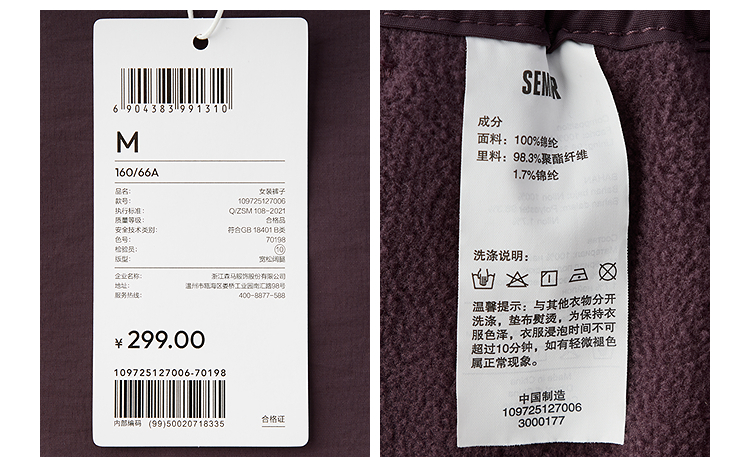 6 904383 991310
M
160/66A
品名: 女装裤子
款号: 109725127006
执行标准: Q/ZSM 108-2021
质量等级: 合格品
安全技术类别: 符合GB 18401 B类
色号: 70198
检验员: 10
版型: 宽松阔腿
企业名称: 浙江森马服饰股份有限公司
地址: 温州市瓯海区娄桥工业园南汇路98号
服务热线: 400-8877-588
¥ 299.00
109725127006-70198
内部编码 (99)50020718335
合格证
SEMIR
成分
面料: 100%锦纶
里料: 98.3%聚酯纤维
1.7%锦纶
洗涤说明:
温馨提示: 与其他衣物分开
洗涤, 垫布熨烫, 为保持衣
服色泽, 衣服浸泡时间不可
超过10分钟, 如有轻微褪色
属正常现象。
中国制造
109725127006
3000177